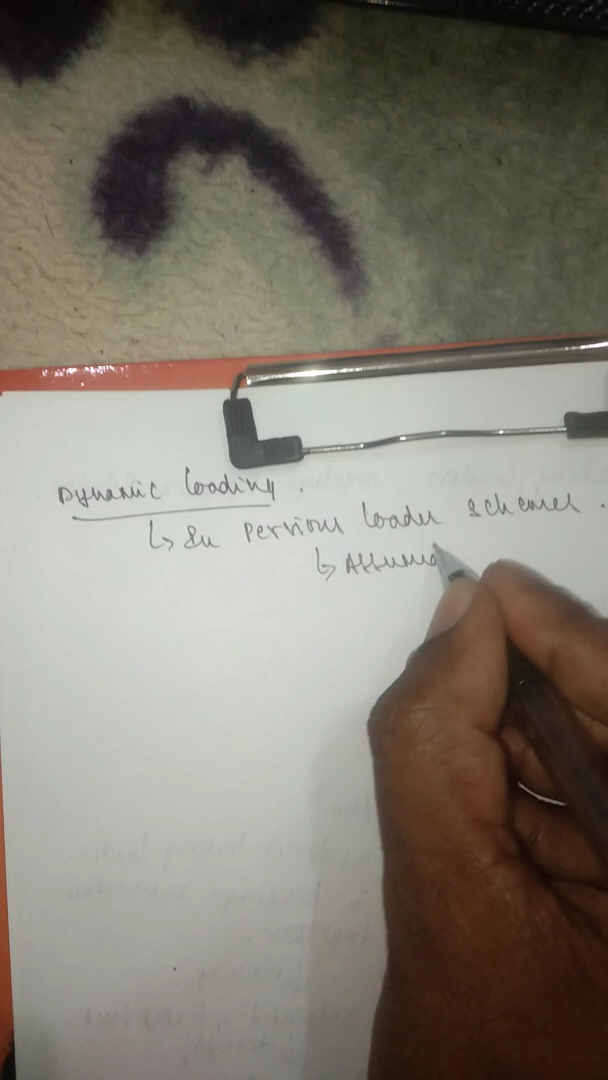 Dynamic Loading.
↳ In Pervious Loader schemes.
↳ Assume